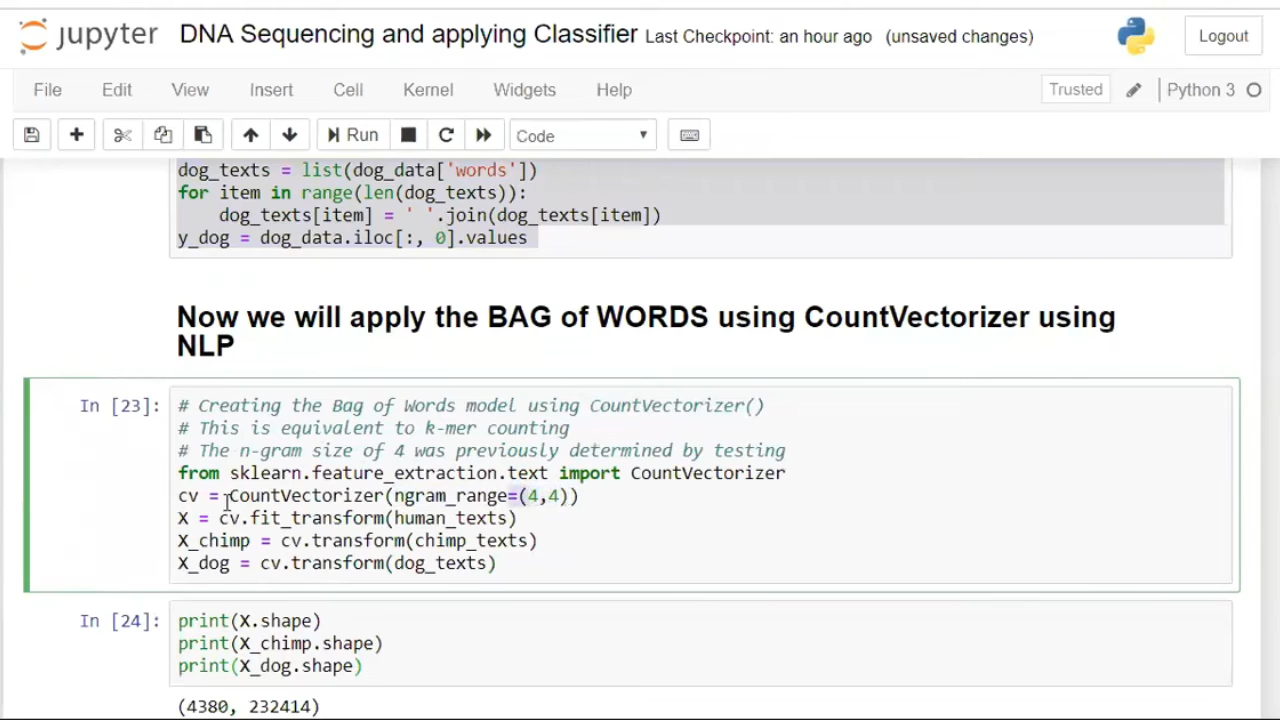 jupyter DNA Sequencing and applying Classifier Last Checkpoint: an hour ago (unsaved changes) Logout
File Edit View Insert Cell Kernel Widgets Help Trusted Python 3
Run Code
dog_texts = list(dog_data['words'])
for item in range(len(dog_texts)):
    dog_texts[item] = ' '.join(dog_texts[item])
y_dog = dog_data.iloc[:, 0].values
Now we will apply the BAG of WORDS using CountVectorizer using
NLP
In [23]: # Creating the Bag of Words model using CountVectorizer()
# This is equivalent to k-mer counting
# The n-gram size of 4 was previously determined by testing
from sklearn.feature_extraction.text import CountVectorizer
cv = CountVectorizer(ngram_range=(4,4))
X = cv.fit_transform(human_texts)
X_chimp = cv.transform(chimp_texts)
X_dog = cv.transform(dog_texts)
In [24]: print(X.shape)
print(X_chimp.shape)
print(X_dog.shape)
(4380, 232414)